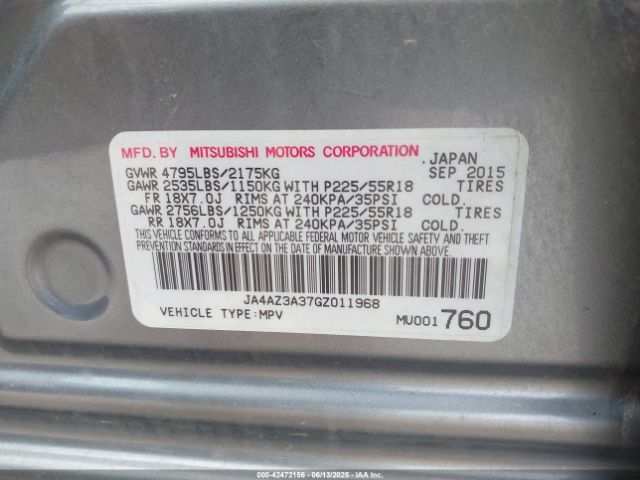 MFD. BY MITSUBISHI MOTORS CORPORATION , JAPAN
GVWR 4795LBS/2175KG SEP 2015
GAWR 2535LBS/1150KG WITH P225/55R18 TIRES
FR 18X7.0J RIMS AT 240KPA/35PSI COLD.
GAWR 2756LBS/1250KG WITH P225/55R18 TIRES
RR 18X7.0J RIMS AT 240KPA/35PSI COLD.
THIS VEHICLE CONFORMS TO ALL APPLICABLE FEDERAL MOTOR VEHICLE SAFETY AND THEFT
PREVENTION STANDARDS IN EFFECT ON THE DATE OF MANUFACTURE SHOWN ABOVE.
JA4AZ3A37GZ011968
VEHICLE TYPE:MPV MU001 760
000-42472156 - 06/13/2025 - IAAI.COM